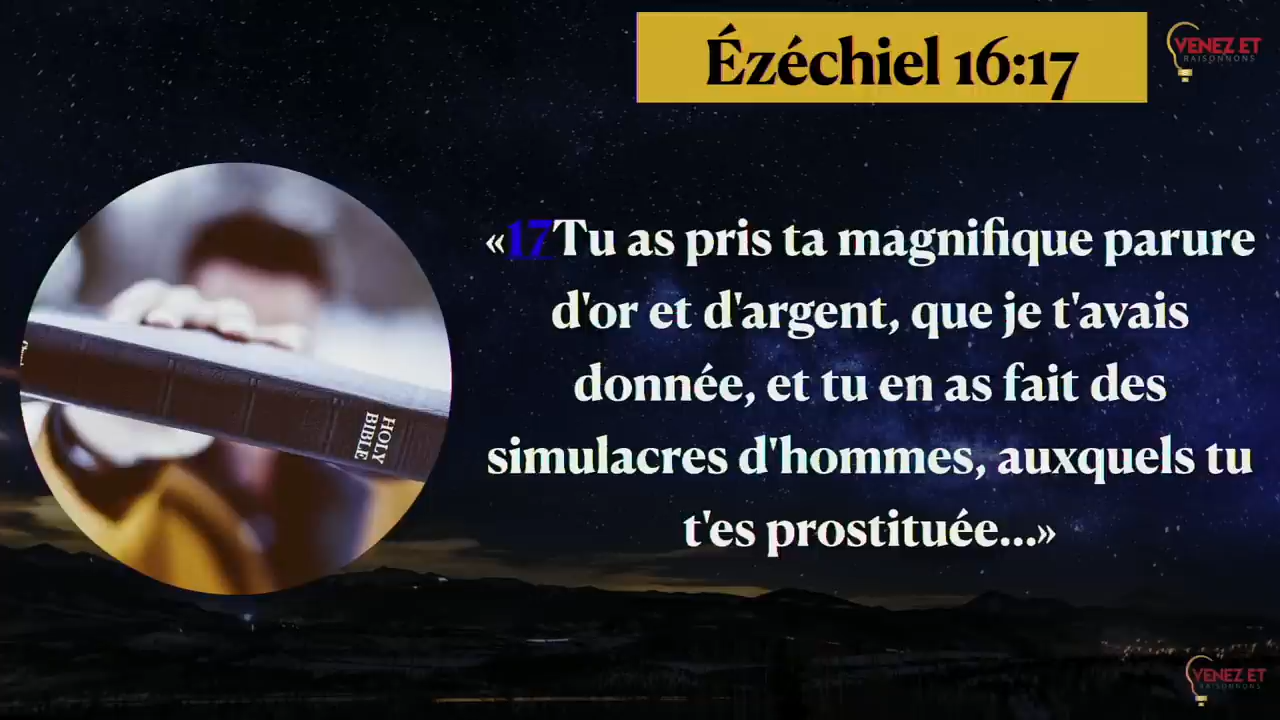 Ézéchiel 16:17
VENEZ ET
RAISONNONS
«17Tu as pris ta magnifique parure
d'or et d'argent, que je t'avais
donnée, et tu en as fait des
simulacres d'hommes, auxquels tu
t'es prostituée...»
HOLY
BIBLE
VENEZ ET
RAISONNONS